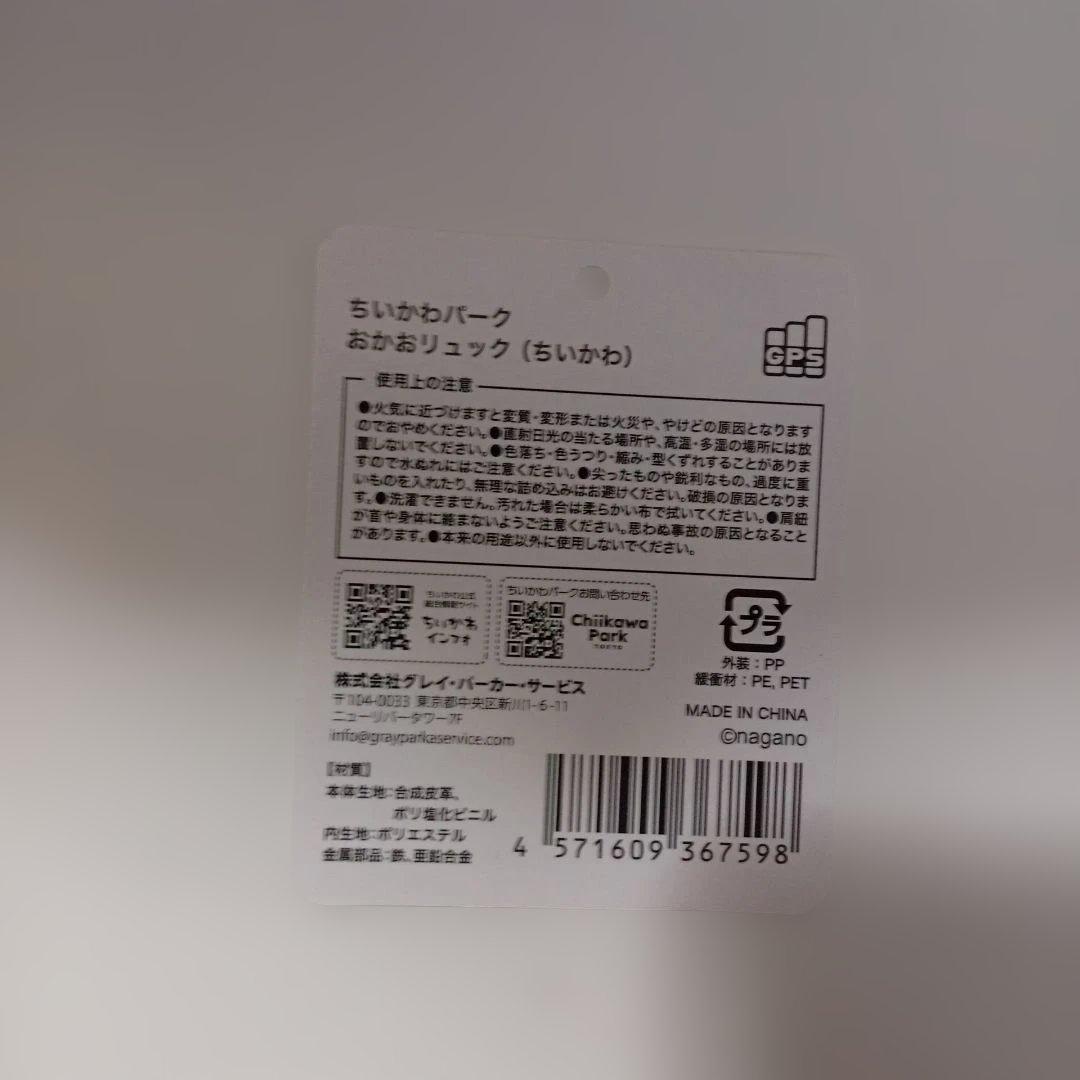 ちいかわパーク
おかおリュック（ちいかわ）
GPS
使用上の注意
●火気に近づけますと変質・変形または火災や、やけどの原因となります
のでおやめください。●直射日光の当たる場所や、高温・多湿の場所には放
置しないでください。●色落ち・色うつり・縮み・型くずれすることがありま
すので水ぬれにはご注意ください。●尖ったものや鋭利なもの、過度に重
いものを入れたり、無理な詰め込みはお避けください。破損の原因となりま
す。●洗濯できません。汚れた場合は柔らかい布で拭いてください。●肩紐
が首や身体に絡まないようご注意ください。思わぬ事故の原因となること
があります。●本来の用途以外に使用しないでください。
ちいかわ公式
総合情報サイト
ちいかわ
インフォ
ちいかわパークお問い合わせ先
Chiikawa
Park
TOKYO
プラ
外装：PP
緩衝材：PE, PET
株式会社グレイ・パーカー・サービス
〒104-0033 東京都中央区新川1-6-11
ニューリバータワー7F
info@grayparkaservice.com
MADE IN CHINA
©nagano
【材質】
本体生地：合成皮革、
ポリ塩化ビニル
内生地：ポリエステル
金属部品：鉄、亜鉛合金
4 571609 367598